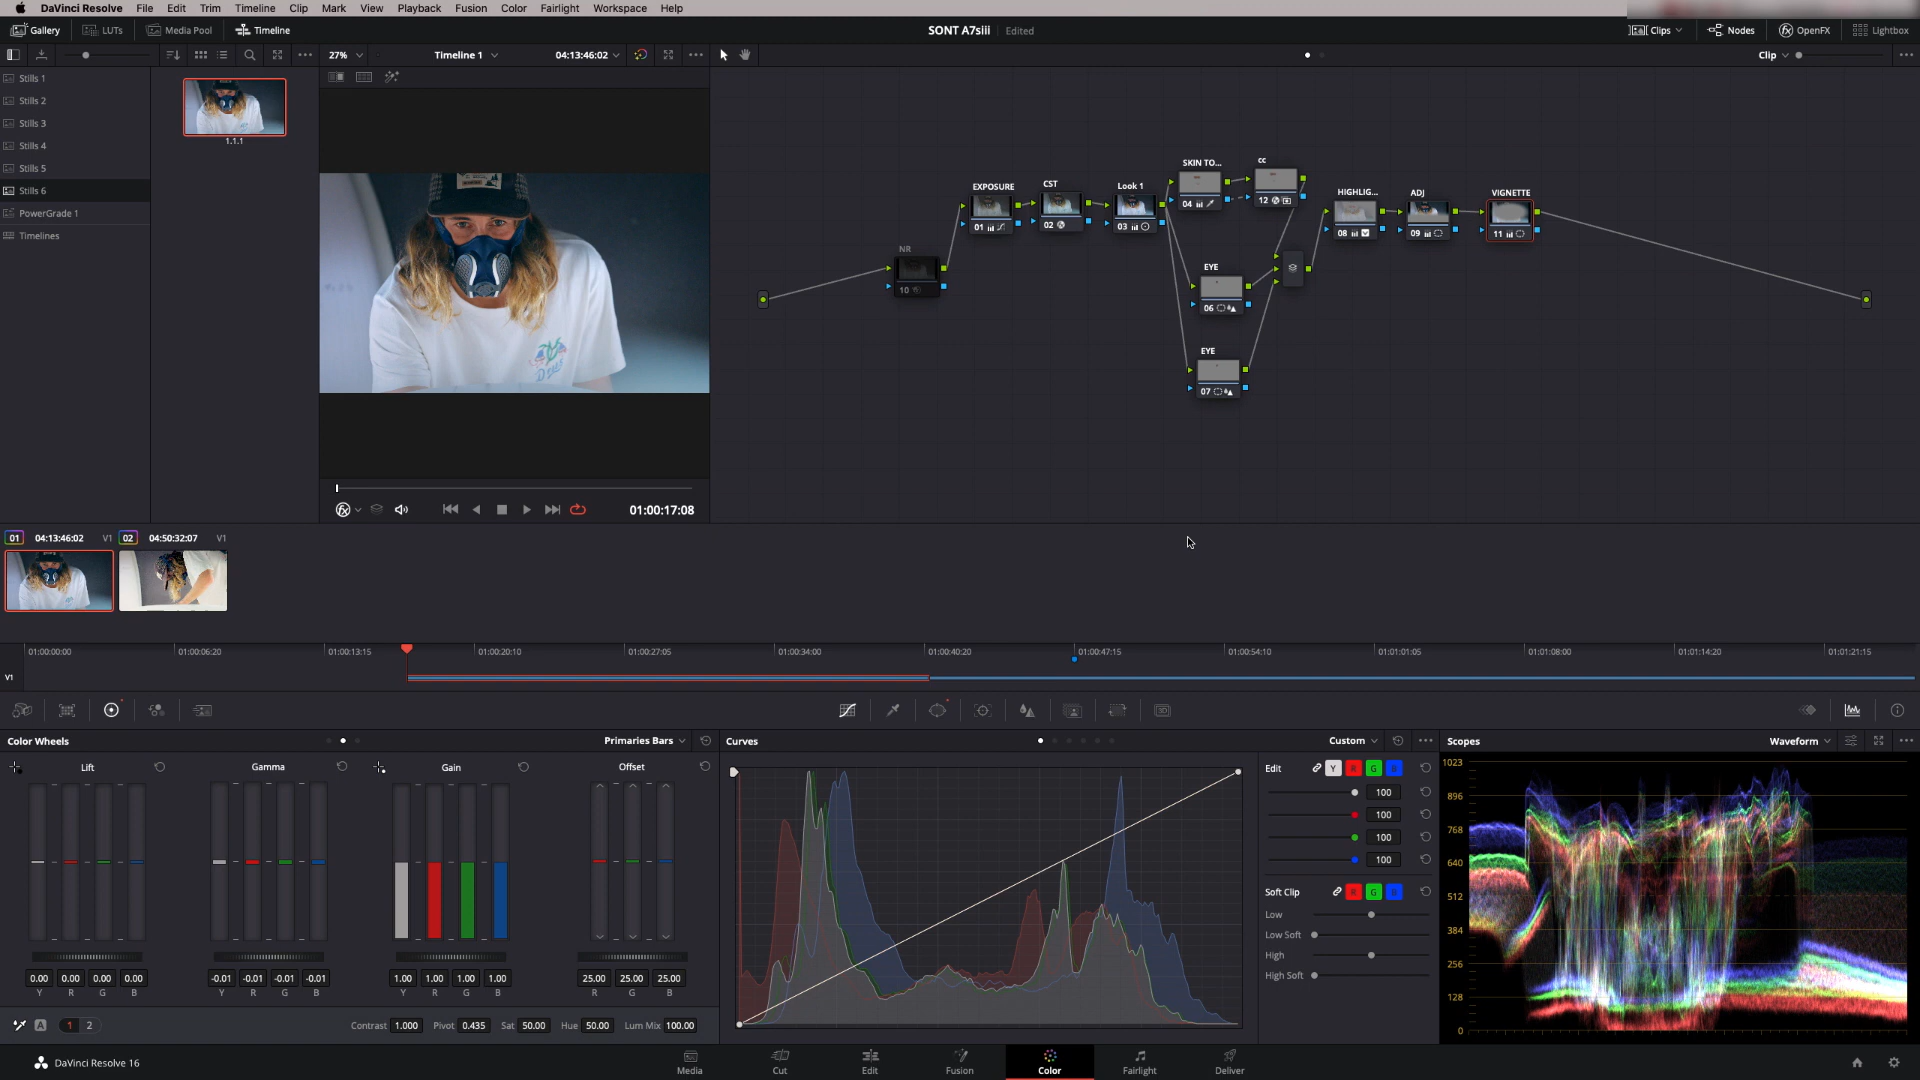 DaVinci Resolve File Edit Trim Timeline Clip Mark View Playback Fusion Color Fairlight Workspace Help
Gallery LUTs Media Pool Timeline SONT A7siii Edited Clips Nodes OpenFX Lightbox
27% Timeline 1 04:13:46:02 Clip
Stills 1
Stills 2
Stills 3
Stills 4
Stills 5
Stills 6
PowerGrade 1
Timelines
1.1.1
SKIN TO... cc
EXPOSURE CST Look 1 HIGHLIG... ADJ VIGNETTE
04 12
01 02 03 08 09 11
NR
10
EYE
06
EYE
07
01:00:17:08
01 04:13:46:02 V1 02 04:50:32:07 V1
01:00:00:00 01:00:06:20 01:00:13:15 01:00:20:10 01:00:27:05 01:00:34:00 01:00:40:20 01:00:47:15 01:00:54:10 01:01:01:05 01:01:08:00 01:01:14:20 01:01:21:15
V1
Color Wheels Primaries Bars Curves Custom Scopes Waveform
Lift Gamma Gain Offset
0.00 0.00 0.00 0.00 -0.01 -0.01 -0.01 -0.01 1.00 1.00 1.00 1.00 25.00 25.00 25.00
Y R G B Y R G B Y R G B R G B
A 1 2 Contrast 1.000 Pivot 0.435 Sat 50.00 Hue 50.00 Lum Mix 100.00
Edit Y R G B
100
100
100
100
Soft Clip R G B
Low
Low Soft
High
High Soft
1023
896
768
640
512
384
256
128
0
DaVinci Resolve 16 Media Cut Edit Fusion Color Fairlight Deliver